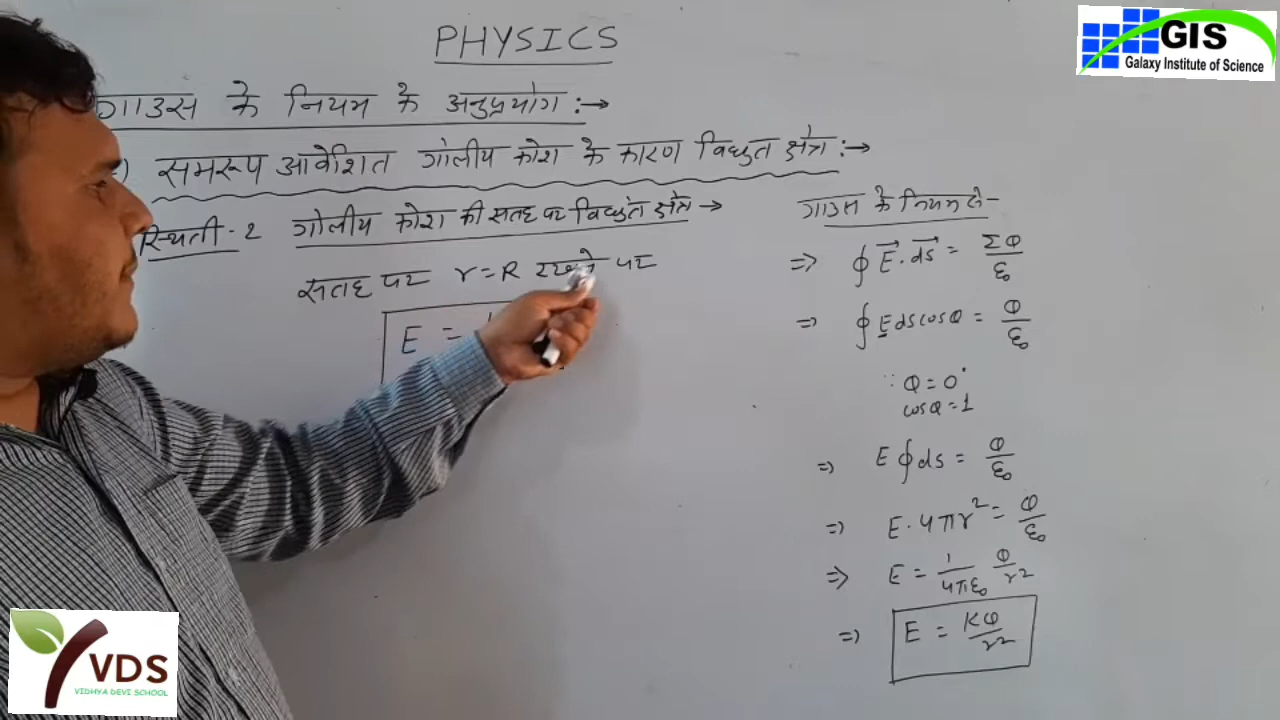 PHYSICS
GIS
Galaxy Institute of Science
गाउस के नियम के अनुप्रयोग :→
) समरूप आवेशित गोलीय कोश के कारण विद्युत क्षेत्र :→
स्थिती - 2 गोलीय कोश की सतह पर विद्युत क्षेत्र →
सतह पर r = R रखने पर
E =
गाउस के नियम से -
⇒ ∮ E⃗ . ds⃗ = ΣQ/ε₀
⇒ ∮ E ds cosθ = Q/ε₀
∵ θ = 0°
cosθ = 1
⇒ E ∮ ds = Q/ε₀
⇒ E . 4πr² = Q/ε₀
⇒ E = 1/4πε₀ Q/r²
⇒ E = KQ/r²
VDS
VIDHYA DEVI SCHOOL